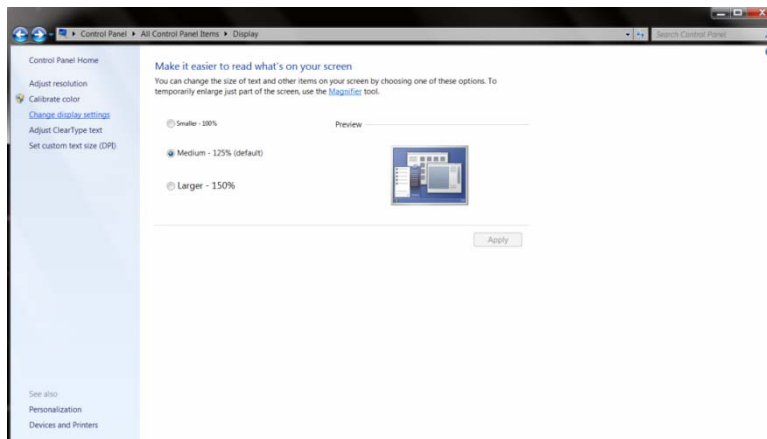 Control Panel ▸ All Control Panel Items ▸ Display
Search Control Panel
Control Panel Home
Adjust resolution
Calibrate color
Change display settings
Adjust ClearType text
Set custom text size (DPI)
See also
Personalization
Devices and Printers
Make it easier to read what's on your screen
You can change the size of text and other items on your screen by choosing one of these options. To
temporarily enlarge just part of the screen, use the Magnifier tool.
Smaller - 100%
Preview
Medium - 125% (default)
Larger - 150%
Apply